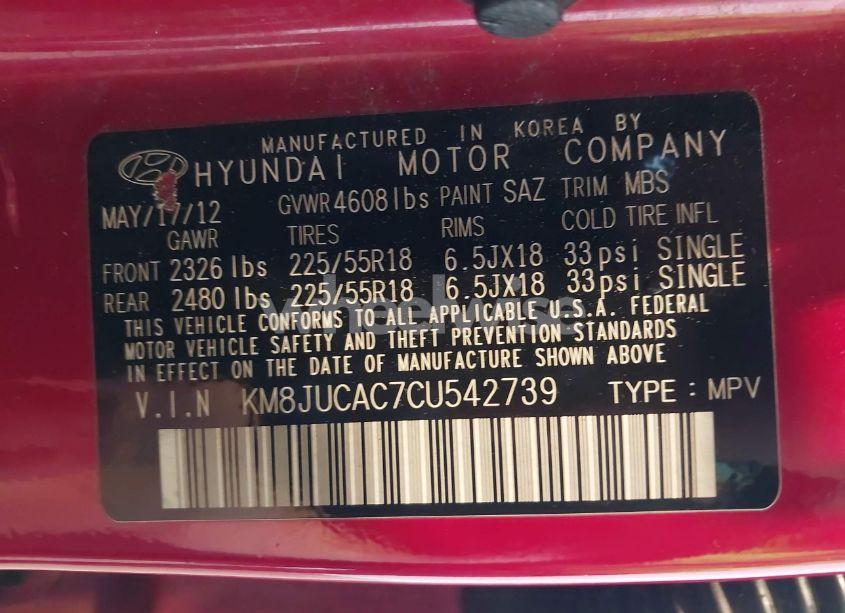 MANUFACTURED IN KOREA BY
HYUNDAI MOTOR COMPANY
MAY/17/12 GVWR 4608 lbs PAINT SAZ TRIM MBS
GAWR TIRES RIMS COLD TIRE INFL
FRONT 2326 lbs 225/55R18 6.5JX18 33psi SINGLE
REAR 2480 lbs 225/55R18 6.5JX18 33psi SINGLE
THIS VEHICLE CONFORMS TO ALL APPLICABLE U.S.A. FEDERAL
MOTOR VEHICLE SAFETY AND THEFT PREVENTION STANDARDS
IN EFFECT ON THE DATE OF MANUFACTURE SHOWN ABOVE
V.I.N KM8JUCAC7CU542739 TYPE : MPV